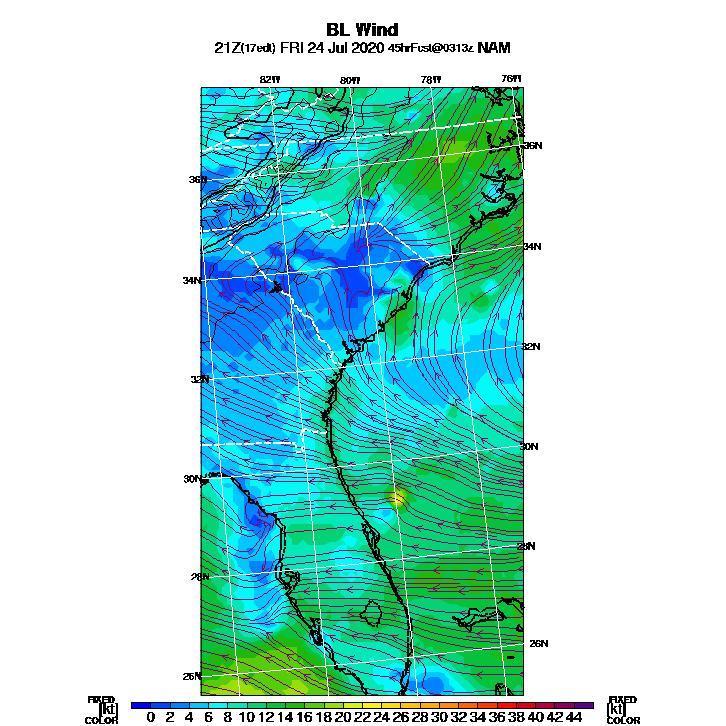 BL Wind
21Z(17edt) FRI 24 Jul 2020 45hrFcst@0313z NAM
82W 80W 78W 76W
36N
36N
34N
34N
32N
32N
30N
30N
28N
28N
26N
26N
FIXED FIXED
[kt] 0 2 4 6 8 10 12 14 16 18 20 22 24 26 28 30 32 34 36 38 40 42 44 [kt]
COLOR COLOR